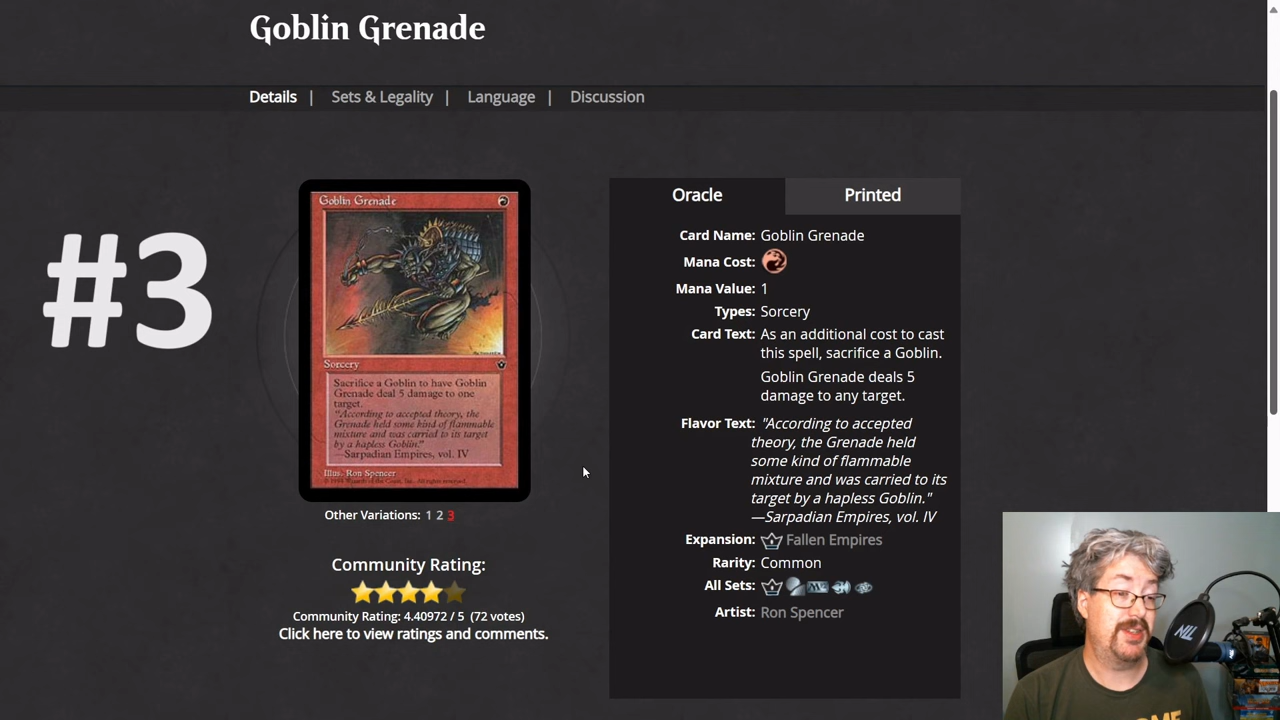 Goblin Grenade
Details | Sets & Legality | Language | Discussion
#3
Goblin Grenade
Sorcery
Sacrifice a Goblin to have Goblin
Grenade deal 5 damage to one
target.
"According to accepted theory, the
Grenade held some kind of flammable
mixture and was carried to its target
by a hapless Goblin."
—Sarpadian Empires, vol. IV
Illus. Ron Spencer
Other Variations: 1 2 3
Community Rating:
Community Rating: 4.40972 / 5 (72 votes)
Click here to view ratings and comments.
Oracle
Printed
Card Name: Goblin Grenade
Mana Cost:
Mana Value: 1
Types: Sorcery
Card Text: As an additional cost to cast
this spell, sacrifice a Goblin.
Goblin Grenade deals 5
damage to any target.
Flavor Text: "According to accepted
theory, the Grenade held
some kind of flammable
mixture and was carried to its
target by a hapless Goblin."
—Sarpadian Empires, vol. IV
Expansion: Fallen Empires
Rarity: Common
All Sets:
Artist: Ron Spencer